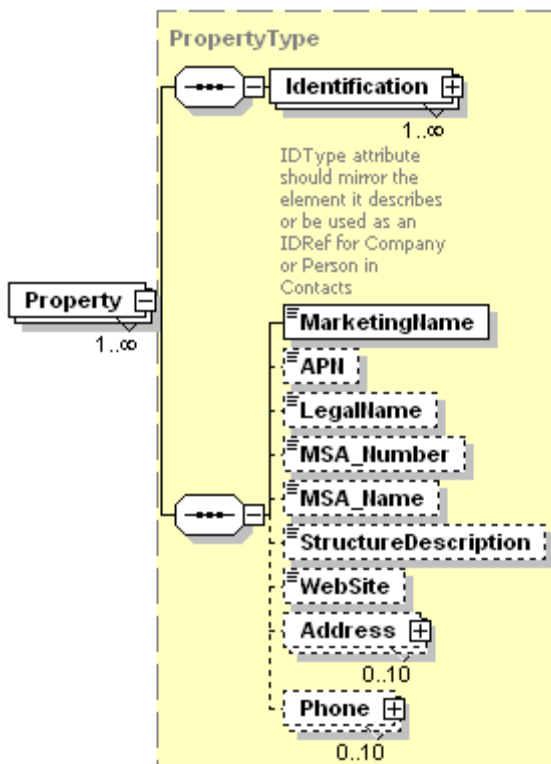 PropertyType
Identification
1..∞
IDType attribute
should mirror the
element it describes
or be used as an
IDRef for Company
or Person in
Contacts
Property
1..∞
MarketingName
APN
LegalName
MSA_Number
MSA_Name
StructureDescription
WebSite
Address
0..10
Phone
0..10